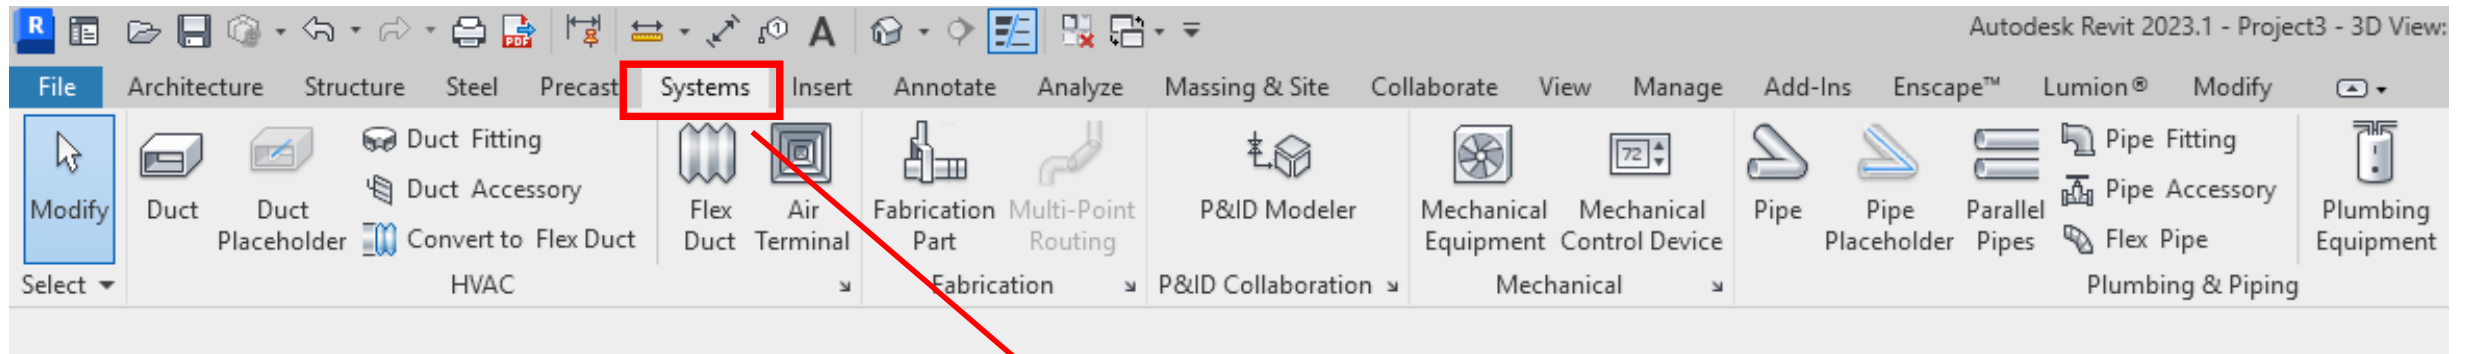 R PDF 1 A Autodesk Revit 2023.1 - Project3 - 3D View:
File Architecture Structure Steel Precast Systems Insert Annotate Analyze Massing & Site Collaborate View Manage Add-Ins Enscape™ Lumion® Modify
Modify
Duct
Duct
Placeholder
Duct Fitting
Duct Accessory
Convert to Flex Duct
Flex
Duct
Air
Terminal
Fabrication
Part
Multi-Point
Routing
P&ID Modeler
Mechanical
Equipment
72
Mechanical
Control Device
Pipe
Pipe
Placeholder
Parallel
Pipes
Pipe Fitting
Pipe Accessory
Flex Pipe
Plumbing
Equipment
Select HVAC Fabrication P&ID Collaboration Mechanical Plumbing & Piping